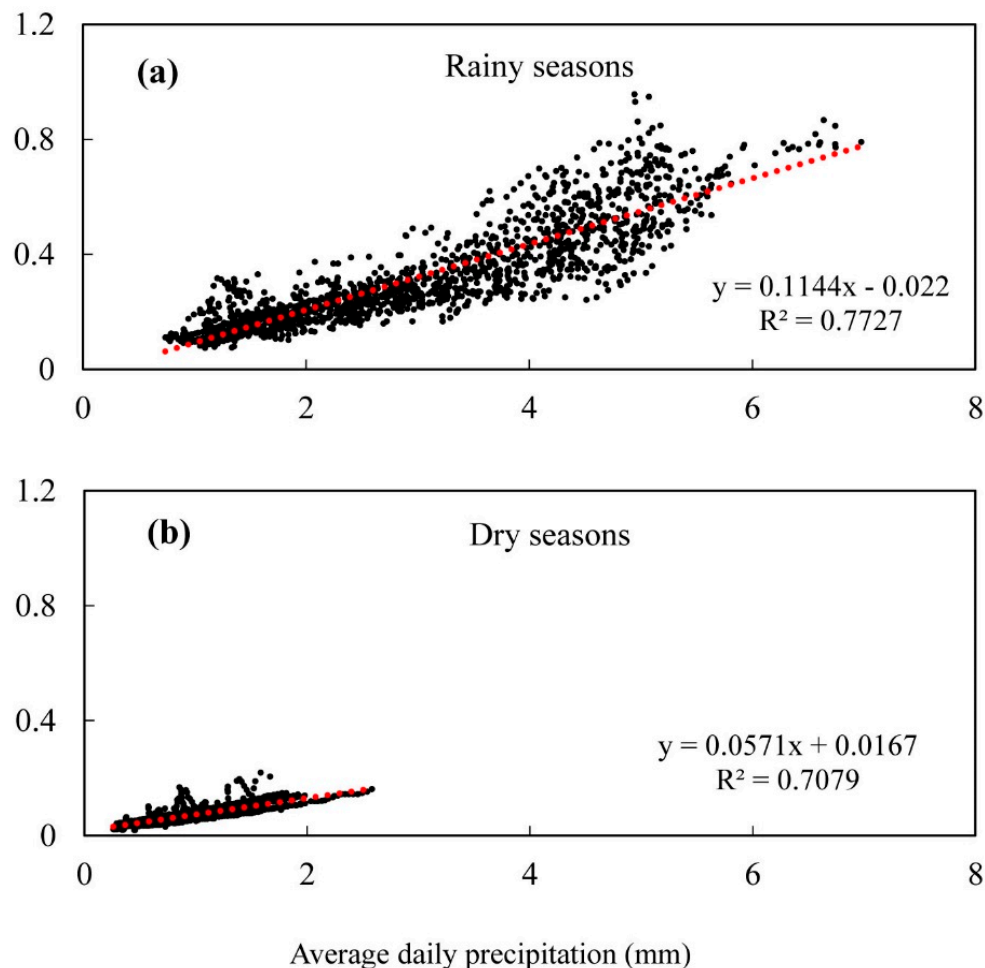 1.2
(a)
Rainy seasons
0.8
0.4
y = 0.1144x - 0.022
R² = 0.7727
0
0 2 4 6 8
1.2
(b)
Dry seasons
0.8
0.4
y = 0.0571x + 0.0167
R² = 0.7079
0
0 2 4 6 8
Average daily precipitation (mm)